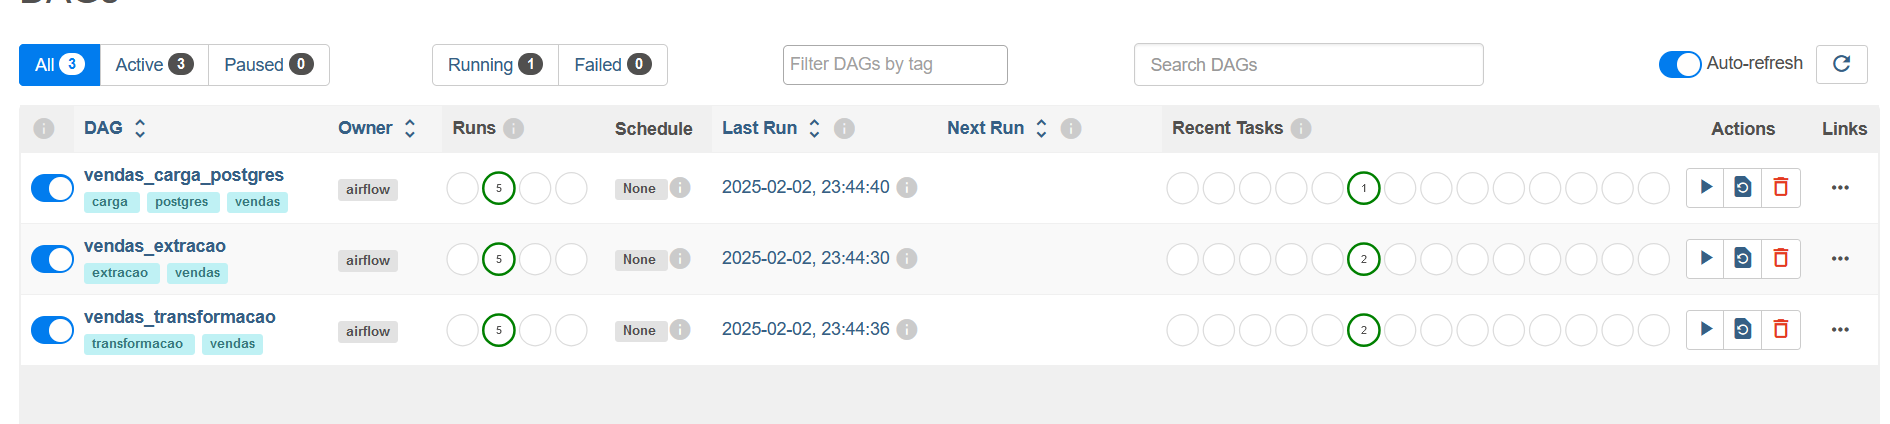 DAGs
All 3 Active 3 Paused 0 Running 1 Failed 0 Filter DAGs by tag Search DAGs Auto-refresh
DAG Owner Runs Schedule Last Run Next Run Recent Tasks Actions Links
vendas_carga_postgres
airflow 5 None 2025-02-02, 23:44:40 1
carga postgres vendas
vendas_extracao
airflow 5 None 2025-02-02, 23:44:30 2
extracao vendas
vendas_transformacao
airflow 5 None 2025-02-02, 23:44:36 2
transformacao vendas